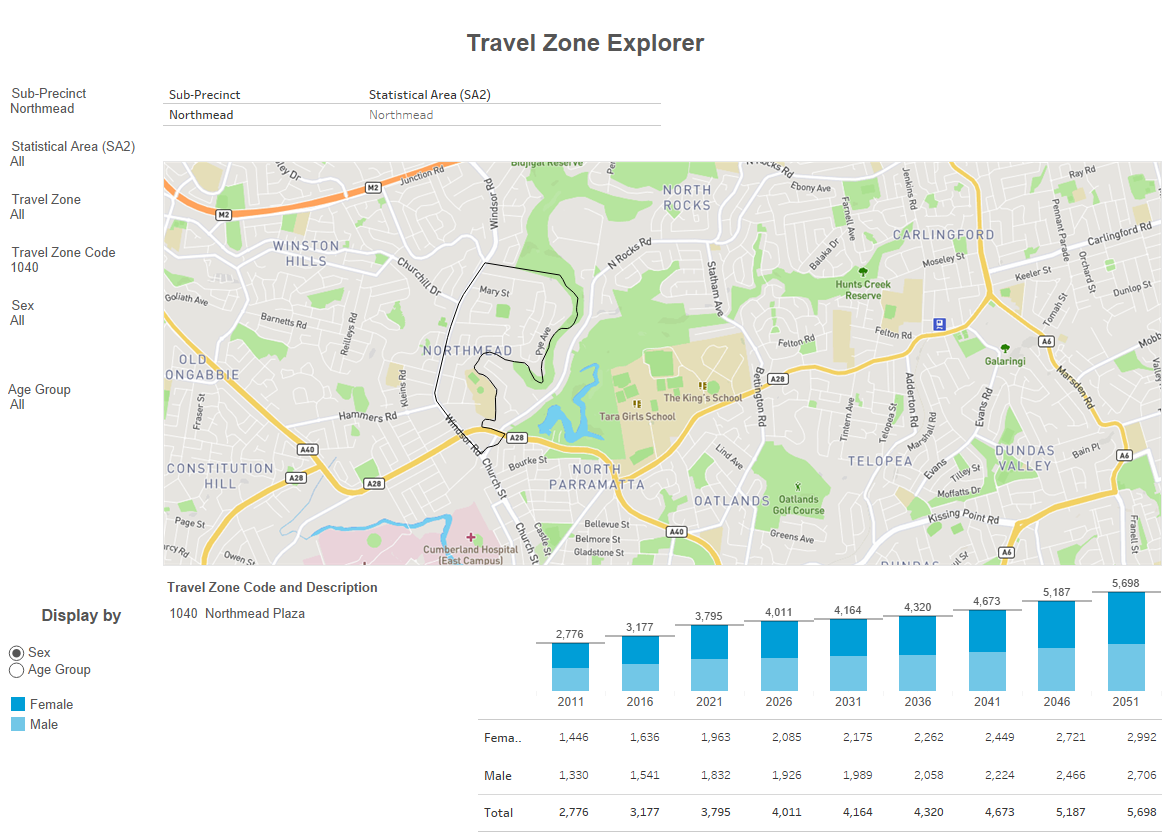 Travel Zone Explorer
Sub-Precinct
Northmead
Statistical Area (SA2)
All
Travel Zone
All
Travel Zone Code
1040
Sex
All
Age Group
All
Sub-Precinct Statistical Area (SA2)
Northmead Northmead
Bidjigal Reserve
Junction Rd
M2
M2
Windsor Rd
N Rocks Rd
Ebony Ave
Jenkins Rd
Ray Rd
NORTH
ROCKS
Farnell Ave
Pennant Parade
Carlingford Rd
CARLINGFORD
WINSTON
HILLS
N Rocks Rd
Balaka Dr
Moseley St
Orchard St
Churchill Dr
Statham Ave
Keeler St
Hunts Creek
Reserve
Dunlop St
Goliath Ave
Mary St
Tomah St
Barnetts Rd
Reilleys Rd
Pye Ave
Felton Rd
Felton Rd
A6
NORTHMEAD
Galaringi
OLD
ONGABBIE
Kleins Rd
Bettington Rd
A28
Adderton Rd
Marsden Rd
The King's School
Fraser St
Hammers Rd
Tara Girls School
Tintern Ave
Telopea St
Marshall Rd
Evans Rd
Windsor Rd
A28
A40
Church St
Bourke St
Lind Ave
TELOPEA
DUNDAS
VALLEY
Bain Pl
A6
CONSTITUTION
HILL
A28
A28
NORTH
PARRAMATTA
Evans
Tilley St
Moffatts Dr
OATLANDS
Oatlands
Golf Course
Kissing Point Rd
Page St
Church St
Castle St
Bellevue St
Belmore St
Gladstone St
A40
Greens Ave
Farnell St
Cumberland Hospital
(East Campus)
Owen St
A6
DUNDAS
Travel Zone Code and Description
1040 Northmead Plaza
Display by
Sex
Age Group
Female
Male
2,776 3,177 3,795 4,011 4,164 4,320 4,673 5,187 5,698
2011 2016 2021 2026 2031 2036 2041 2046 2051
Fema.. 1,446 1,636 1,963 2,085 2,175 2,262 2,449 2,721 2,992
Male 1,330 1,541 1,832 1,926 1,989 2,058 2,224 2,466 2,706
Total 2,776 3,177 3,795 4,011 4,164 4,320 4,673 5,187 5,698